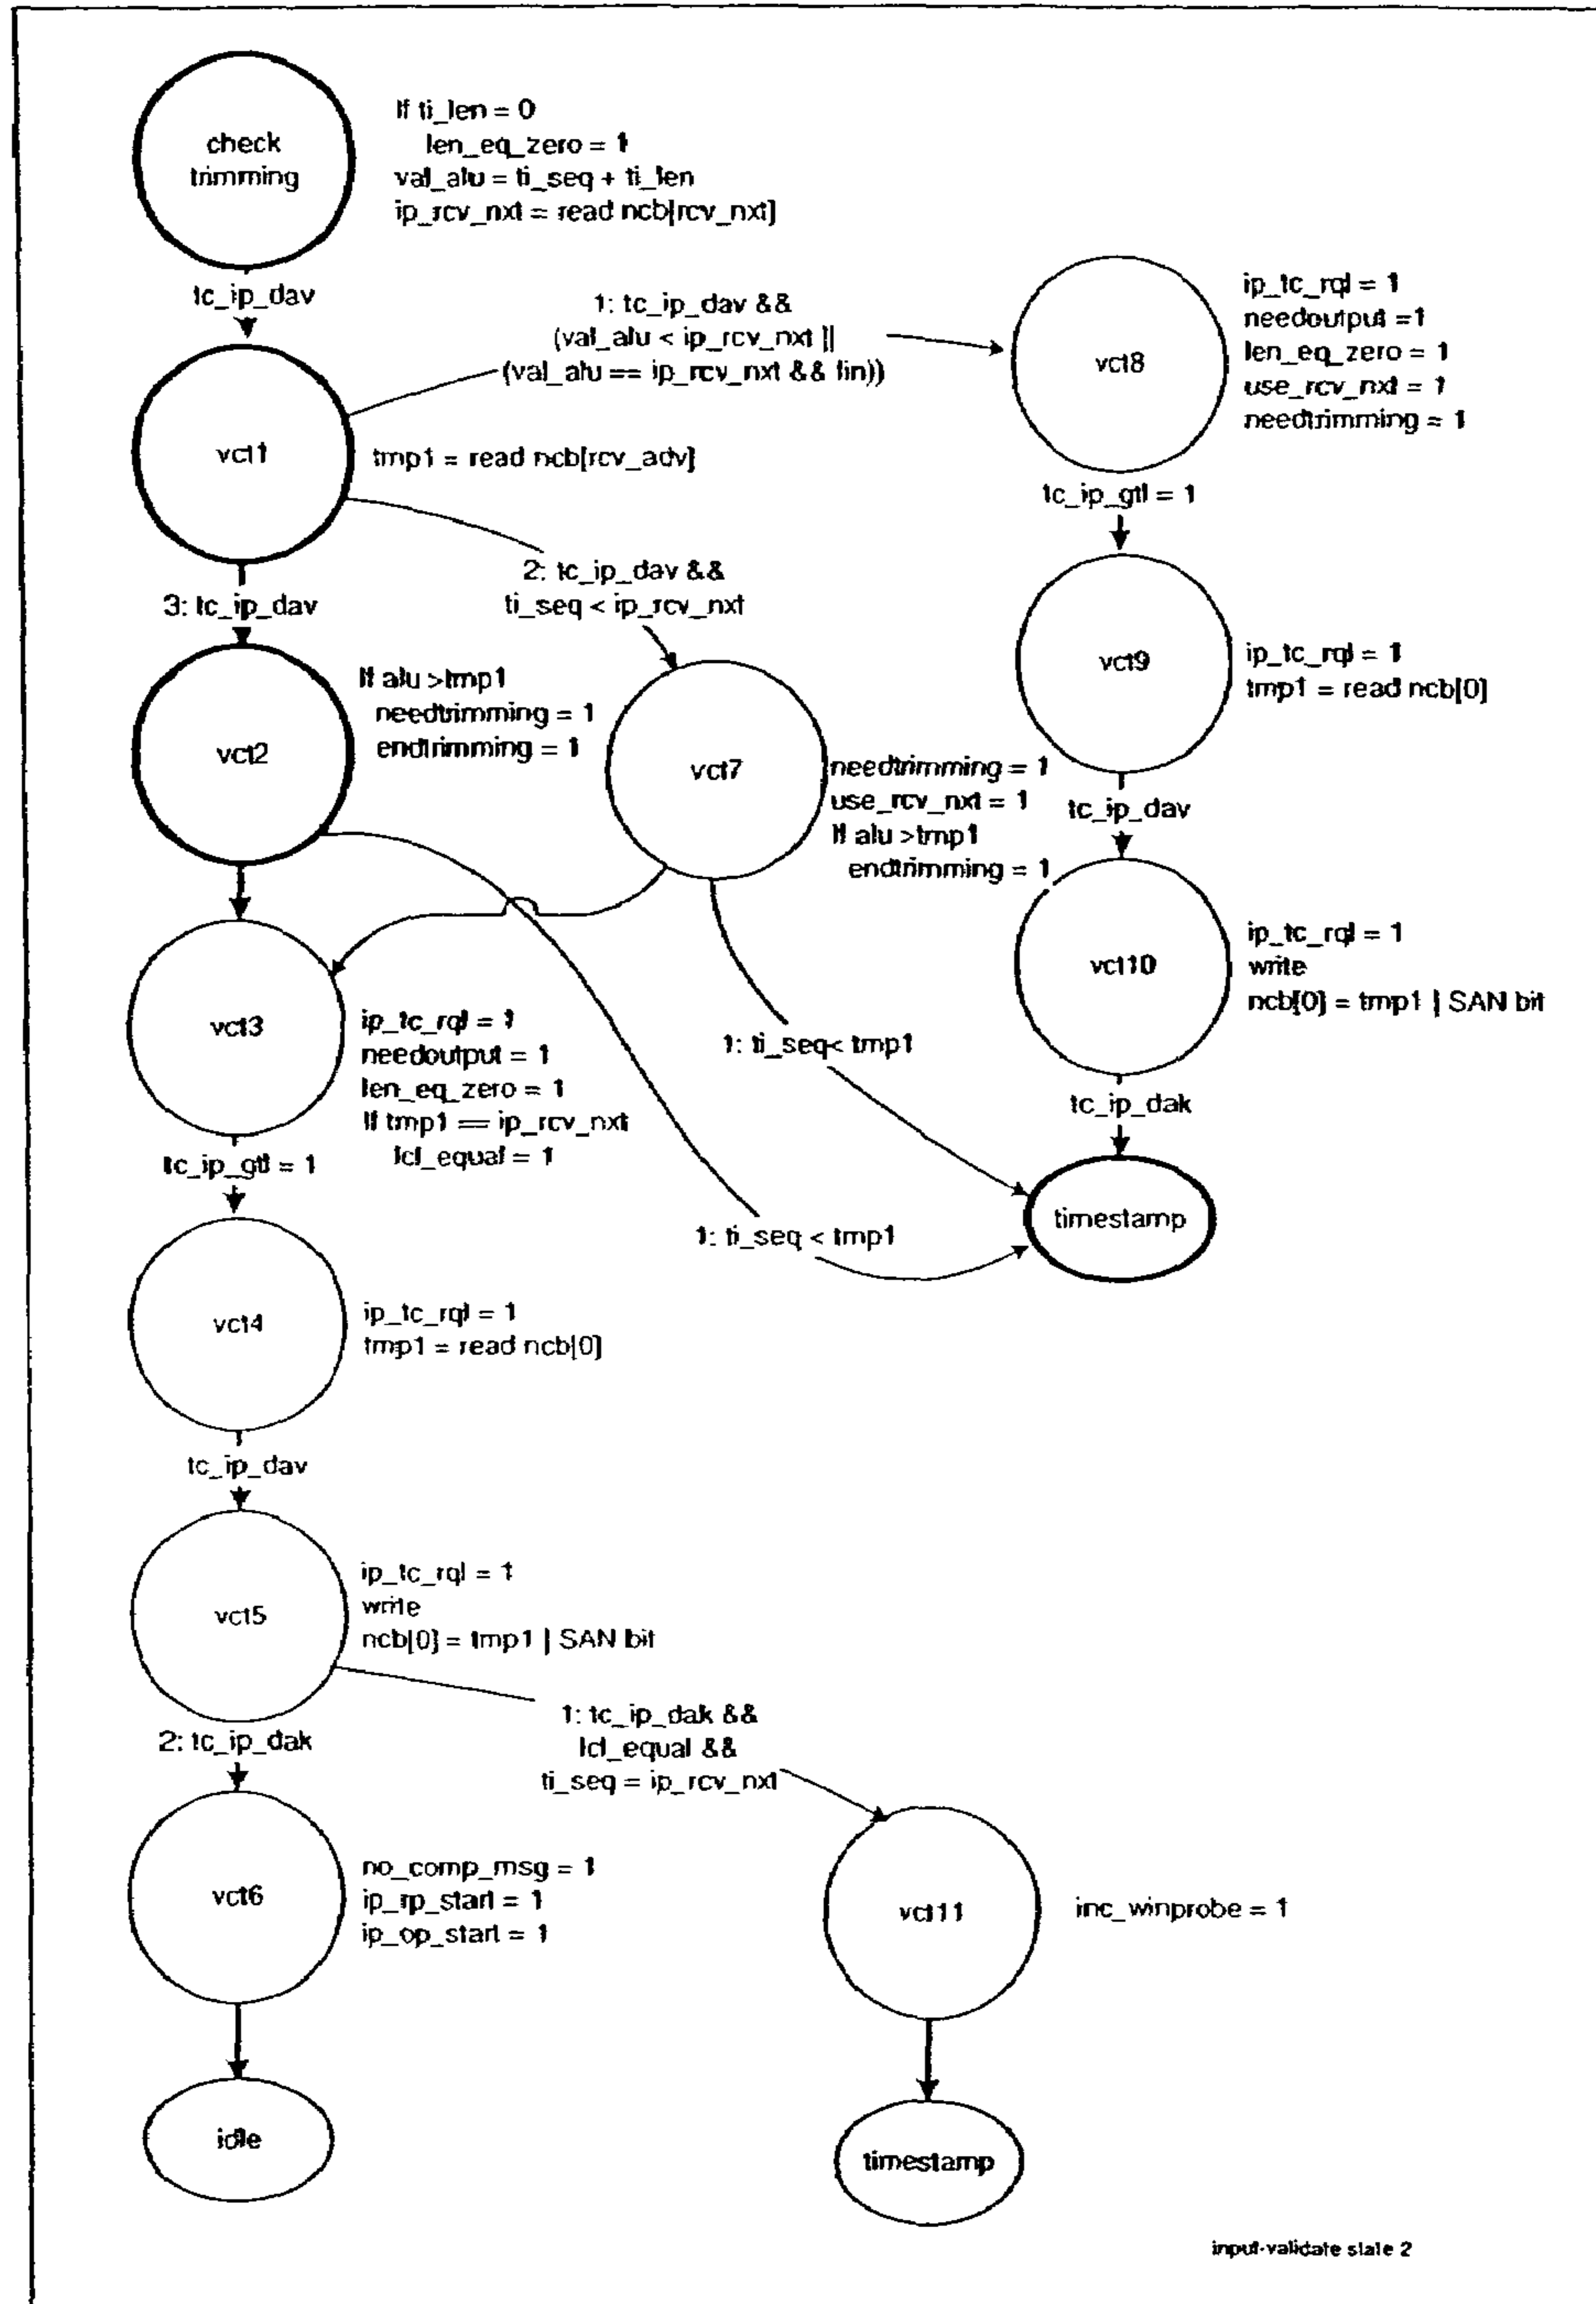 check
trimming
If ti_len = 0
len_eq_zero = 1
val_alu = ti_seq + ti_len
ip_rcv_nxt = read ncb[rcv_nxt]
tc_ip_dav
1: tc_ip_dav &&
(val_alu < ip_rcv_nxt ||
(val_alu == ip_rcv_nxt && fin))
vct8
ip_tc_rql = 1
needoutput =1
len_eq_zero = 1
use_rcv_nxt = 1
needtrimming = 1
vct1
tmp1 = read ncb[rcv_adv]
tc_ip_gtl = 1
2: tc_ip_dav &&
ti_seq < ip_rcv_nxt
3: tc_ip_dav
vct9
ip_tc_rql = 1
tmp1 = read ncb[0]
vct2
If alu >tmp1
needtrimming = 1
endtrimming = 1
vct7
needtrimming = 1
use_rcv_nxt = 1
If alu >tmp1
endtrimming = 1
tc_ip_dav
vct10
ip_tc_rql = 1
write
ncb[0] = tmp1 | SAN bit
vct3
ip_tc_rql = 1
needoutput = 1
len_eq_zero = 1
If tmp1 == ip_rcv_nxt
lcl_equal = 1
1: ti_seq< tmp1
tc_ip_dak
tc_ip_gtl = 1
timestamp
1: ti_seq < tmp1
vct4
ip_tc_rql = 1
tmp1 = read ncb[0]
tc_ip_dav
vct5
ip_tc_rql = 1
write
ncb[0] = tmp1 | SAN bit
2: tc_ip_dak
1: tc_ip_dak &&
lcl_equal &&
ti_seq = ip_rcv_nxt
vct6
no_comp_msg = 1
ip_rp_start = 1
ip_op_start = 1
vct11
inc_winprobe = 1
idle
timestamp
input-validate state 2